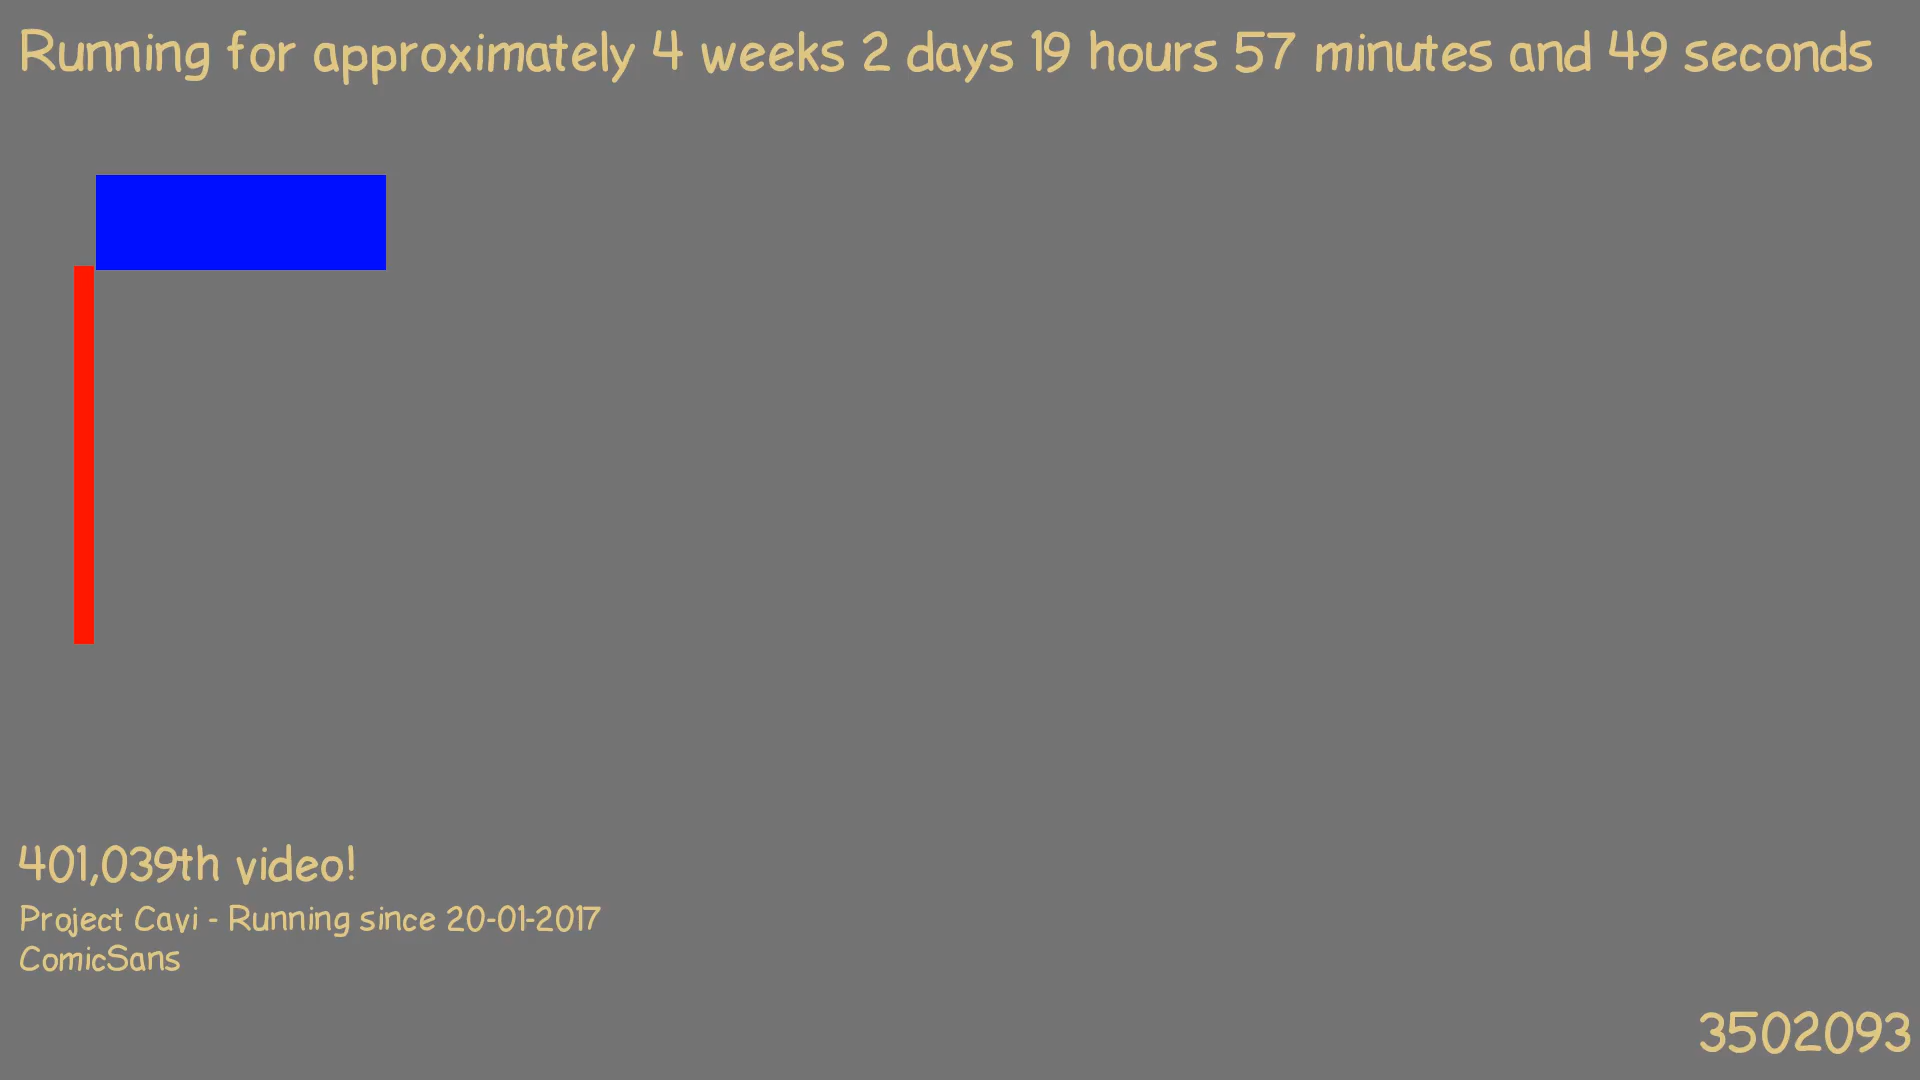 Running for approximately 4 weeks 2 days 19 hours 57 minutes and 49 seconds
401,039th video!
Project Cavi - Running since 20-01-2017
ComicSans
3502093